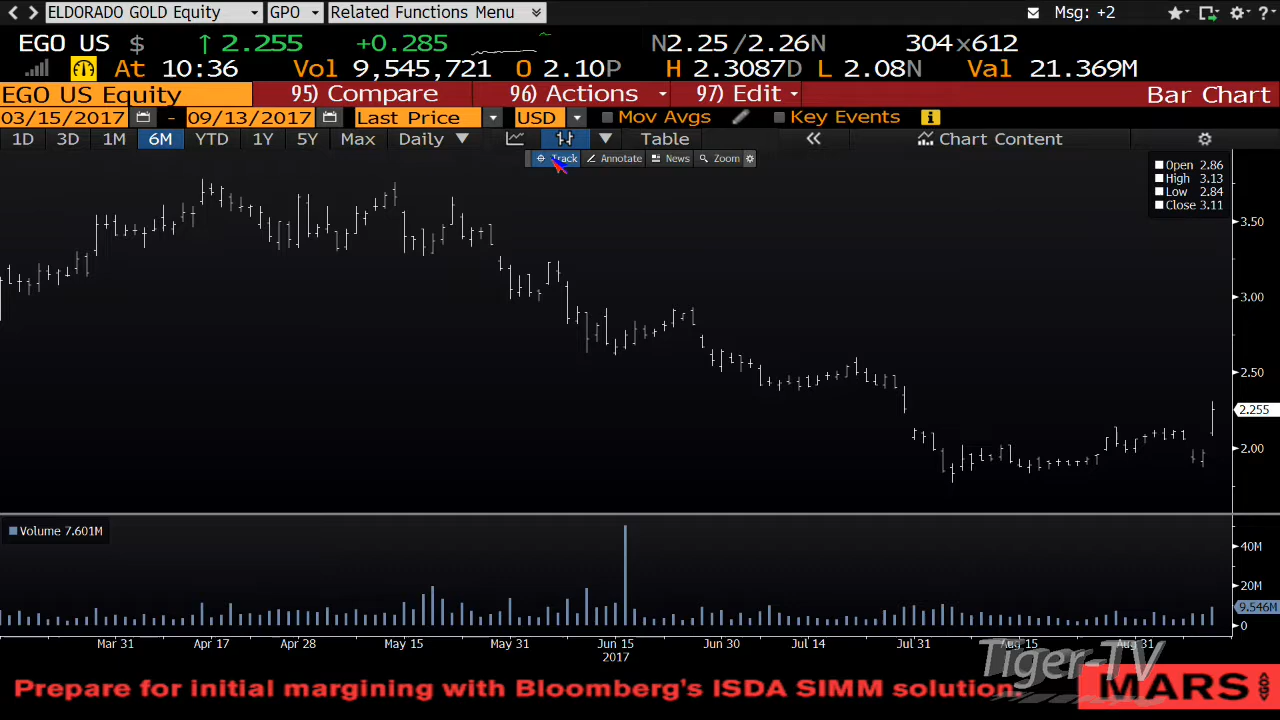 ELDORADO GOLD Equity GPO Related Functions Menu Msg: +2 ?
EGO US $ ↑ 2.255 +0.285 N2.25 /2.26N 304x612
At 10:36 Vol 9,545,721 O 2.10P H 2.3087D L 2.08N Val 21.369M
EGO US Equity 95) Compare 96) Actions 97) Edit Bar Chart
03/15/2017 - 09/13/2017 Last Price USD Mov Avgs Key Events i
1D 3D 1M 6M YTD 1Y 5Y Max Daily Table « Chart Content
Track Annotate News Zoom
Open 2.86
High 3.13
Low 2.84
Close 3.11
3.50
3.00
2.50
2.255
2.00
Volume 7.601M
40M
20M
9.546M
0
Mar 31 Apr 17 Apr 28 May 15 May 31 Jun 15 Jun 30 Jul 14 Jul 31 Aug 15 Aug 31
2017
Tiger-TV
Prepare for initial margining with Bloomberg's ISDA SIMM solution. MARS